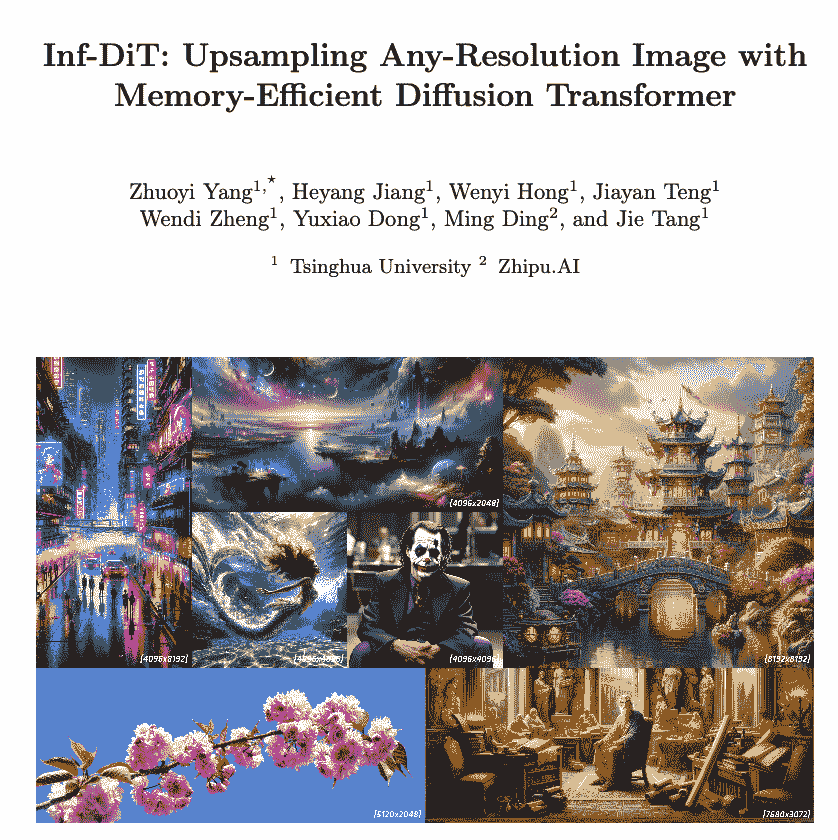 Inf-DiT: Upsampling Any-Resolution Image with
Memory-Efficient Diffusion Transformer
Zhuoyi Yang¹,⋆, Heyang Jiang¹, Wenyi Hong¹, Jiayan Teng¹
Wendi Zheng¹, Yuxiao Dong¹, Ming Ding², and Jie Tang¹
¹ Tsinghua University ² Zhipu.AI
[4096x2048]
[4096x8192]
[4096x4096]
[8192x8192]
[5120x2048]
[7680x3072]